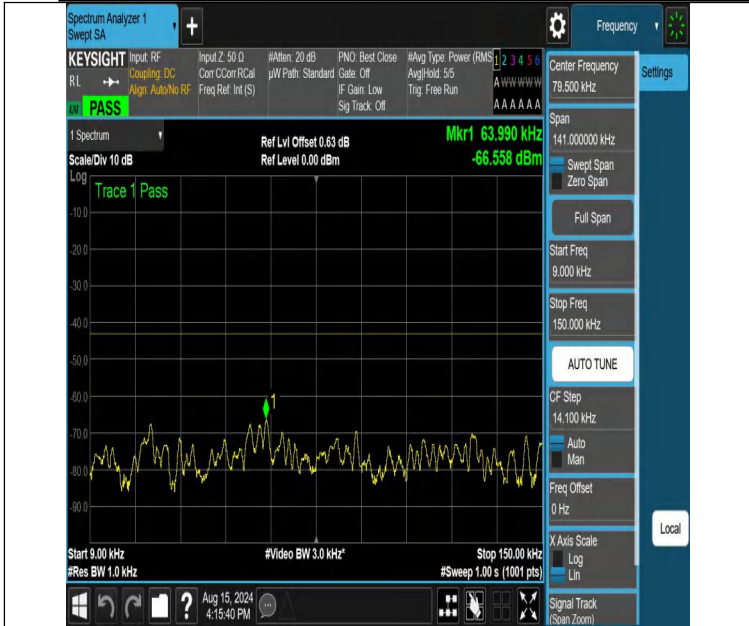 Spectrum Analyzer 1
Swept SA
+
Frequency
KEYSIGHT
RL
PASS
Input: RF
Coupling: DC
Align: Auto/No RF
Input Z: 50 Ω
Corr CCorr RCal
Freq Ref: Int (S)
#Atten: 20 dB
µW Path: Standard
PNO: Best Close
Gate: Off
IF Gain: Low
Sig Track: Off
#Avg Type: Power (RMS
Avg|Hold: 5/5
Trig: Free Run
1 2 3 4 5 6
A W W W W W
A A A A A A
1 Spectrum
Scale/Div 10 dB
Ref Lvl Offset 0.63 dB
Ref Level 0.00 dBm
Mkr1 63.990 kHz
-66.558 dBm
Log
Trace 1 Pass
-10.0
-20.0
-30.0
-40.0
-50.0
-60.0
-70.0
-80.0
-90.0
1
Start 9.00 kHz
#Res BW 1.0 kHz
#Video BW 3.0 kHz*
Stop 150.00 kHz
#Sweep 1.00 s (1001 pts)
Aug 15, 2024
4:15:40 PM
Center Frequency
79.500 kHz
Settings
Span
141.000000 kHz
Swept Span
Zero Span
Full Span
Start Freq
9.000 kHz
Stop Freq
150.000 kHz
AUTO TUNE
CF Step
14.100 kHz
Auto
Man
Freq Offset
0 Hz
X Axis Scale
Log
Lin
Local
Signal Track
(Span Zoom)